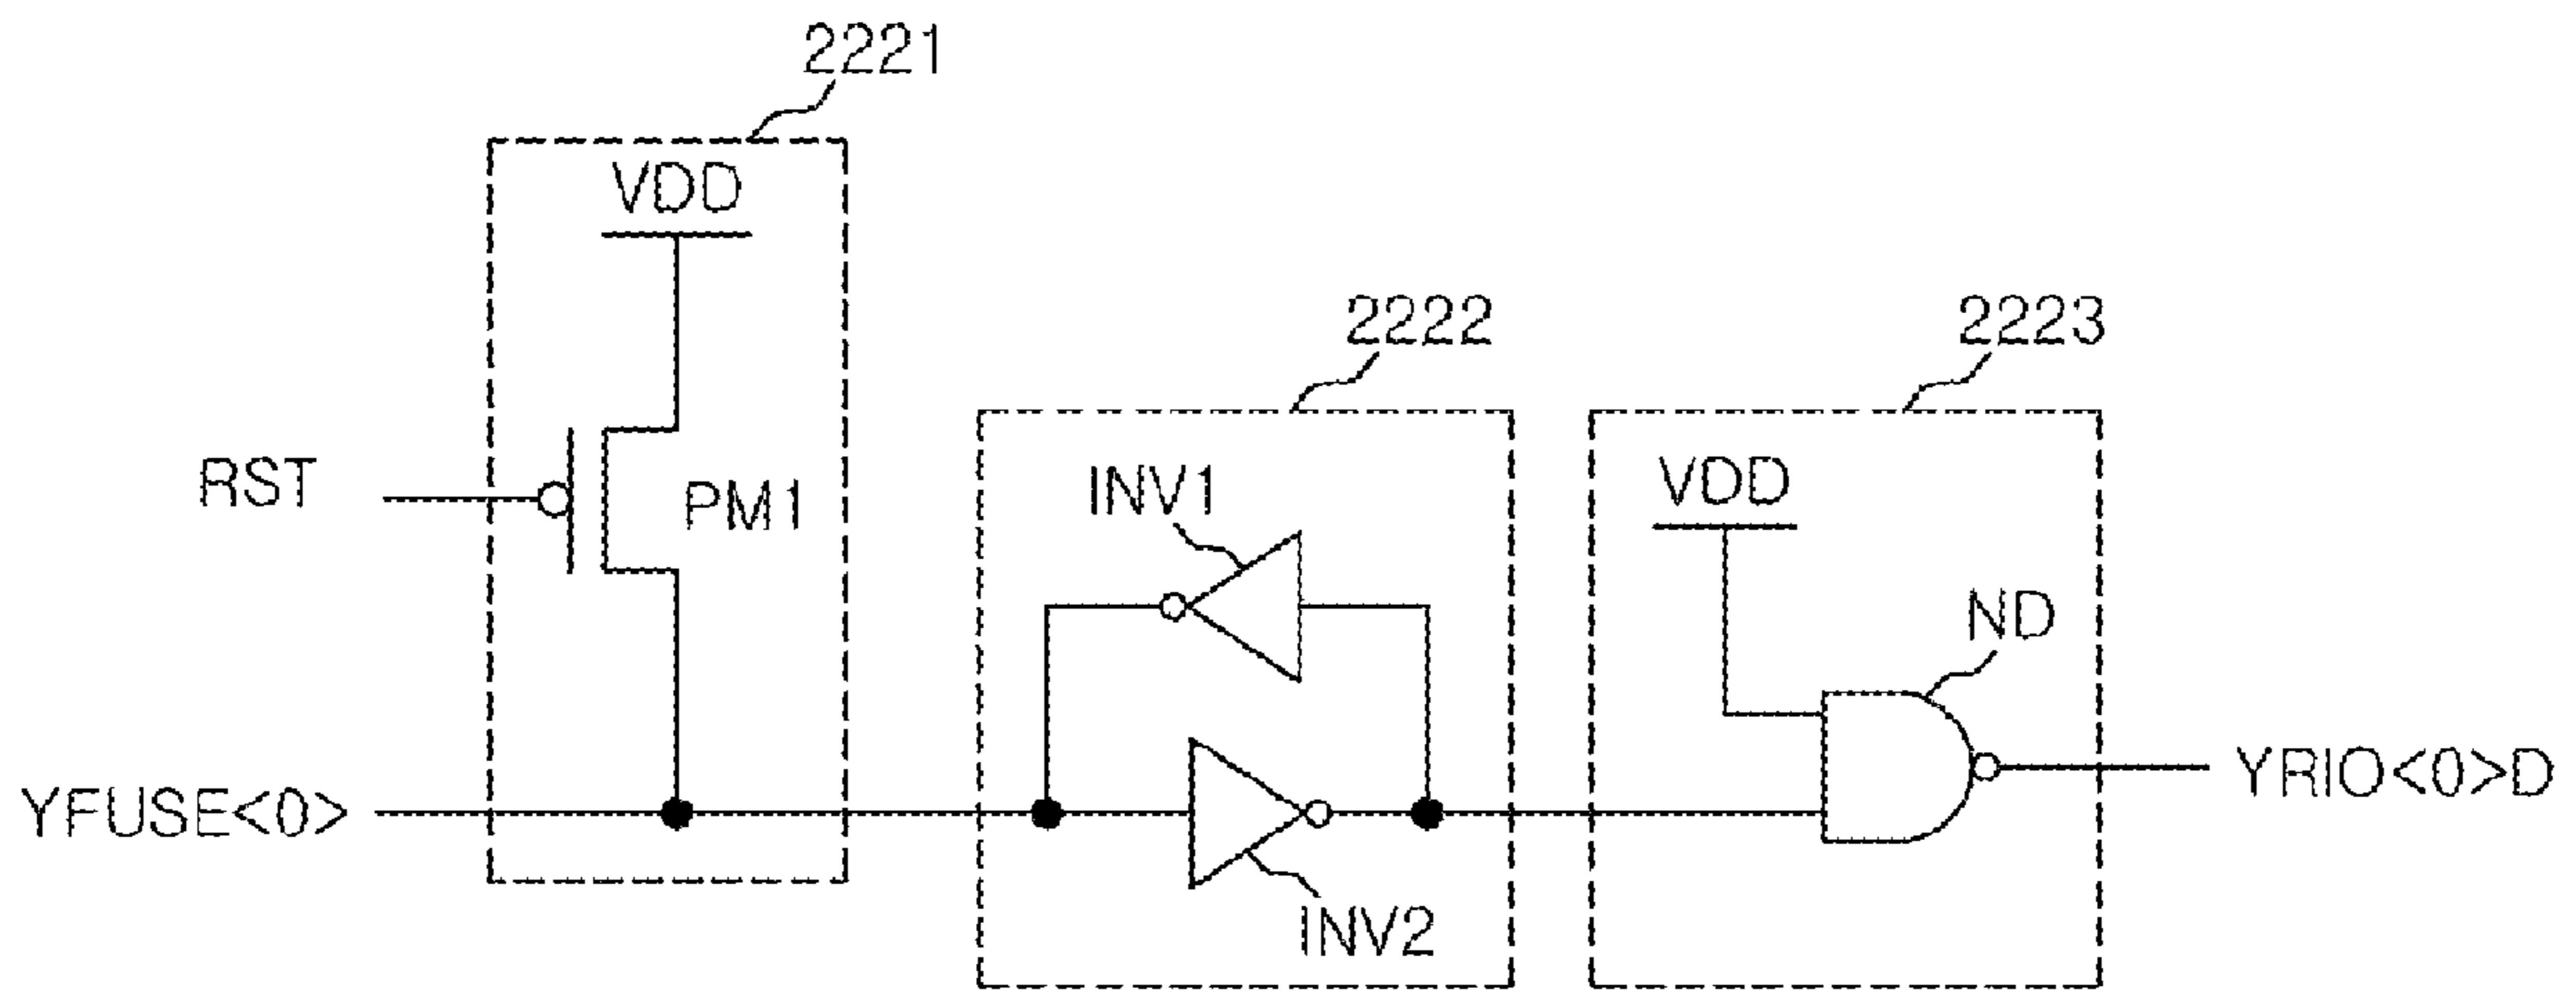 2221
VDD
2222
2223
RST
PM1
INV1
VDD
ND
YFUSE<0>
YRIO<0>D
INV2